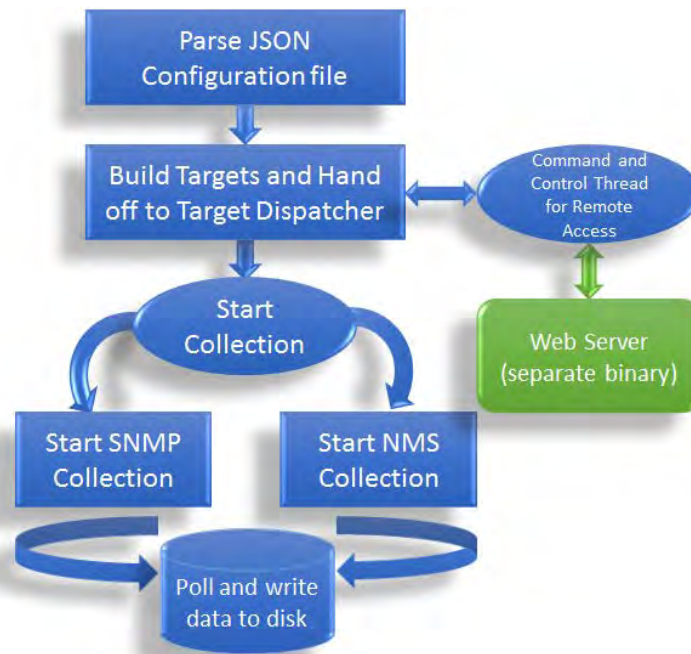 Parse JSON
Configuration file
Build Targets and Hand
off to Target Dispatcher
Command and
Control Thread
for Remote
Access
Start
Collection
Web Server
(separate binary)
Start SNMP
Collection
Start NMS
Collection
Poll and write
data to disk